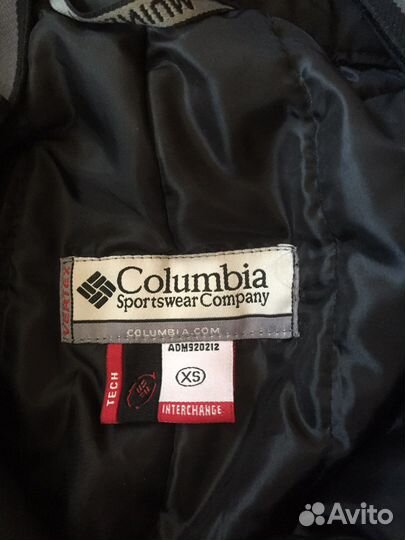 VERTEX
Columbia
Sportswear Company
COLUMBIA.COM
ADM920212
TECH
XS
INTERCHANGE
Avito